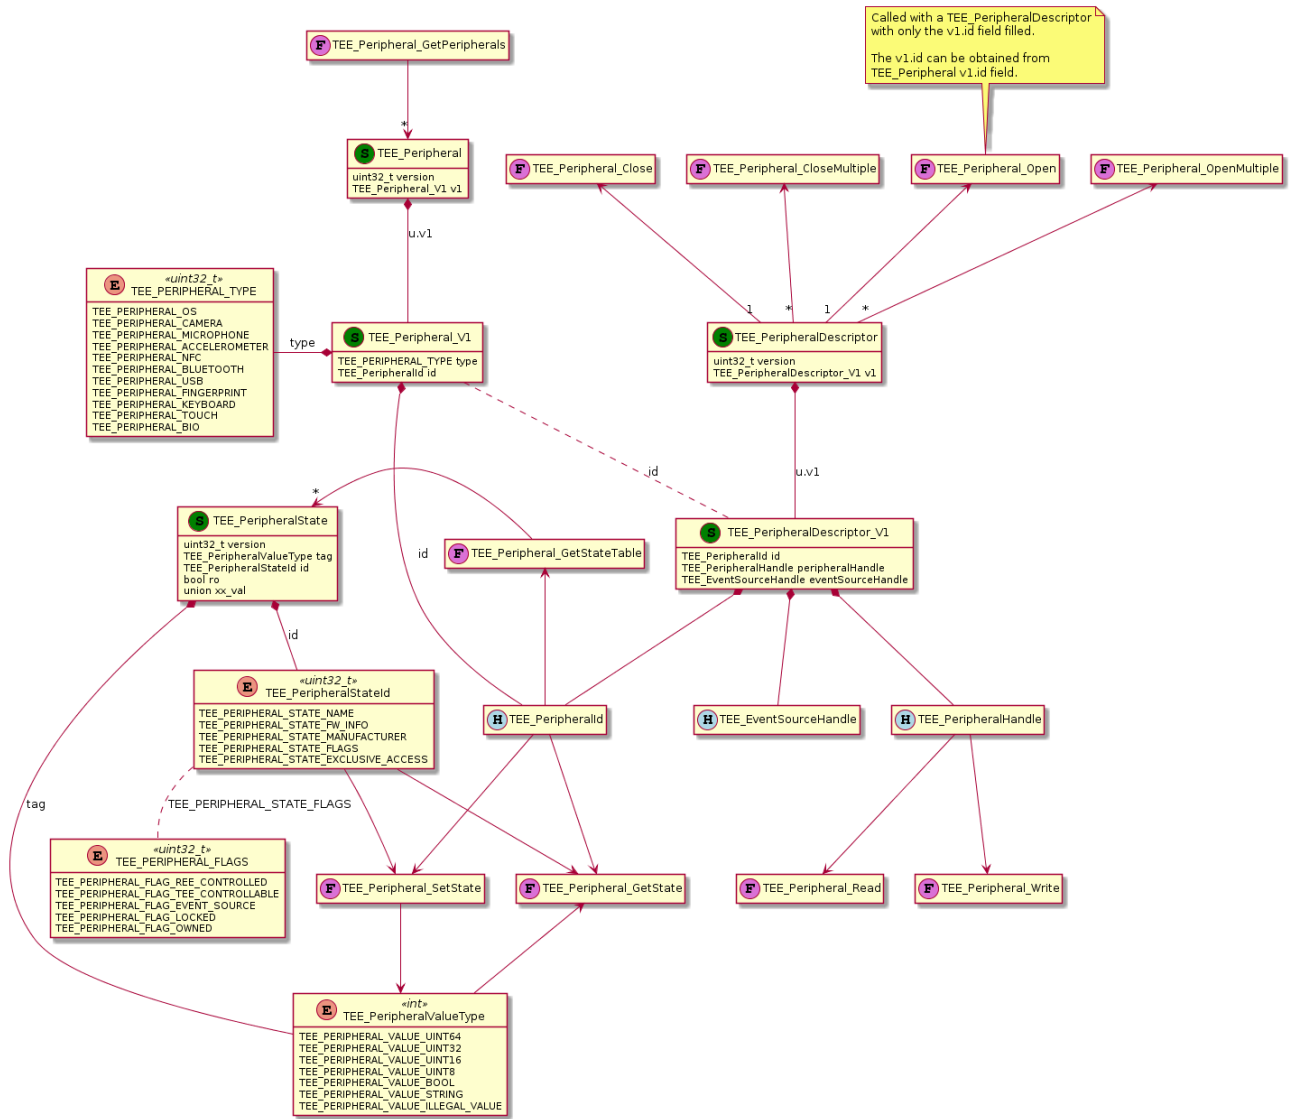 Called with a TEE_PeripheralDescriptor
with only the v1.id field filled.
The v1.id can be obtained from
TEE_Peripheral v1.id field.
F TEE_Peripheral_GetPeripherals
*
S TEE_Peripheral
uint32_t version
TEE_Peripheral_V1 v1
F TEE_Peripheral_Close
F TEE_Peripheral_CloseMultiple
F TEE_Peripheral_Open
F TEE_Peripheral_OpenMultiple
u.v1
1
*
1
*
E «uint32_t»
TEE_PERIPHERAL_TYPE
TEE_PERIPHERAL_OS
TEE_PERIPHERAL_CAMERA
TEE_PERIPHERAL_MICROPHONE
TEE_PERIPHERAL_ACCELEROMETER
TEE_PERIPHERAL_NFC
TEE_PERIPHERAL_BLUETOOTH
TEE_PERIPHERAL_USB
TEE_PERIPHERAL_FINGERPRINT
TEE_PERIPHERAL_KEYBOARD
TEE_PERIPHERAL_TOUCH
TEE_PERIPHERAL_BIO
type
S TEE_Peripheral_V1
TEE_PERIPHERAL_TYPE type
TEE_PeripheralId id
S TEE_PeripheralDescriptor
uint32_t version
TEE_PeripheralDescriptor_V1 v1
id
u.v1
*
S TEE_PeripheralState
uint32_t version
TEE_PeripheralValueType tag
TEE_PeripheralStateId id
bool ro
union xx_val
id
F TEE_Peripheral_GetStateTable
S TEE_PeripheralDescriptor_V1
TEE_PeripheralId id
TEE_PeripheralHandle peripheralHandle
TEE_EventSourceHandle eventSourceHandle
id
E «uint32_t»
TEE_PeripheralStateId
TEE_PERIPHERAL_STATE_NAME
TEE_PERIPHERAL_STATE_FW_INFO
TEE_PERIPHERAL_STATE_MANUFACTURER
TEE_PERIPHERAL_STATE_FLAGS
TEE_PERIPHERAL_STATE_EXCLUSIVE_ACCESS
H TEE_PeripheralId
H TEE_EventSourceHandle
H TEE_PeripheralHandle
tag
TEE_PERIPHERAL_STATE_FLAGS
E «uint32_t»
TEE_PERIPHERAL_FLAGS
TEE_PERIPHERAL_FLAG_REE_CONTROLLED
TEE_PERIPHERAL_FLAG_TEE_CONTROLLABLE
TEE_PERIPHERAL_FLAG_EVENT_SOURCE
TEE_PERIPHERAL_FLAG_LOCKED
TEE_PERIPHERAL_FLAG_OWNED
F TEE_Peripheral_SetState
F TEE_Peripheral_GetState
F TEE_Peripheral_Read
F TEE_Peripheral_Write
E «int»
TEE_PeripheralValueType
TEE_PERIPHERAL_VALUE_UINT64
TEE_PERIPHERAL_VALUE_UINT32
TEE_PERIPHERAL_VALUE_UINT16
TEE_PERIPHERAL_VALUE_UINT8
TEE_PERIPHERAL_VALUE_BOOL
TEE_PERIPHERAL_VALUE_STRING
TEE_PERIPHERAL_VALUE_ILLEGAL_VALUE